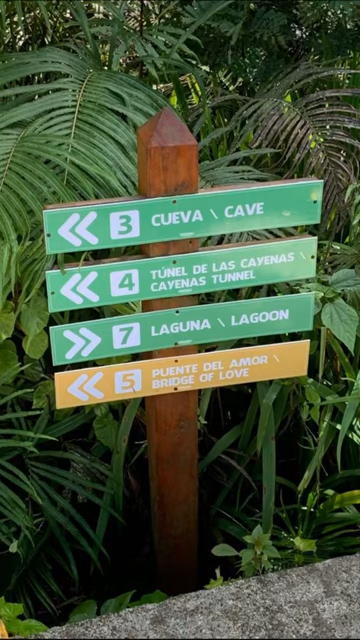 3 CUEVA \ CAVE
4 TÚNEL DE LAS CAYENAS \
CAYENAS TUNNEL
7 LAGUNA \ LAGOON
5 PUENTE DEL AMOR \
BRIDGE OF LOVE